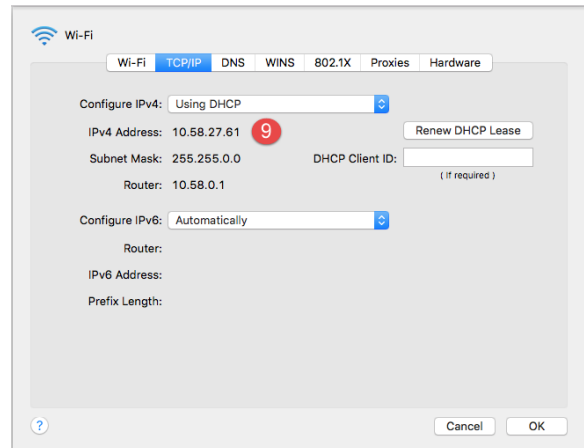 Wi-Fi
Wi-Fi TCP/IP DNS WINS 802.1X Proxies Hardware
Configure IPv4: Using DHCP
IPv4 Address: 10.58.27.61 9 Renew DHCP Lease
Subnet Mask: 255.255.0.0 DHCP Client ID:
( If required )
Router: 10.58.0.1
Configure IPv6: Automatically
Router:
IPv6 Address:
Prefix Length:
? Cancel OK